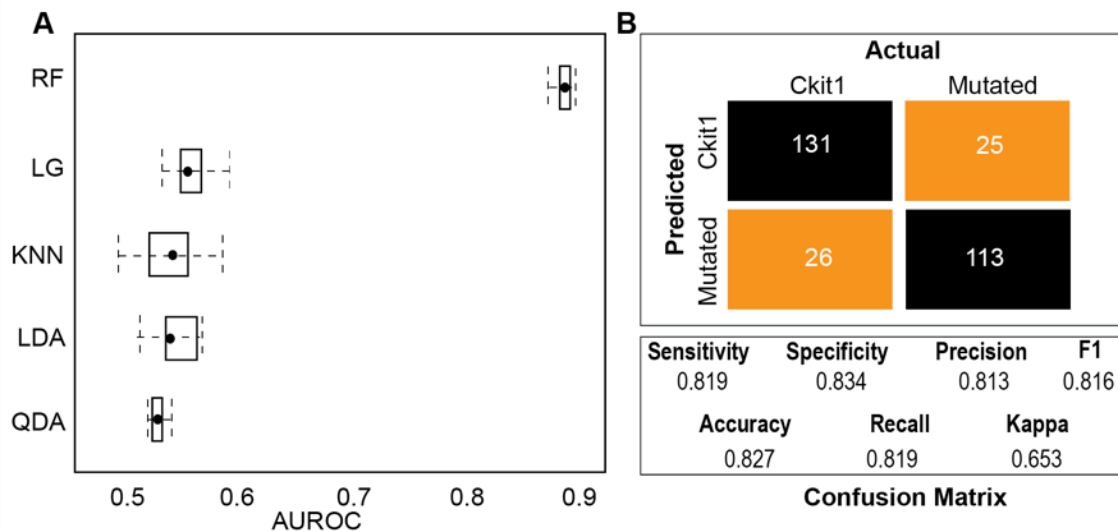 A
RF
LG
KNN
LDA
QDA
0.5 0.6 0.7 0.8 0.9
AUROC
B
Actual
Ckit1 Mutated
Predicted
Ckit1
131 25
Mutated
26 113
Sensitivity Specificity Precision F1
0.819 0.834 0.813 0.816
Accuracy Recall Kappa
0.827 0.819 0.653
Confusion Matrix